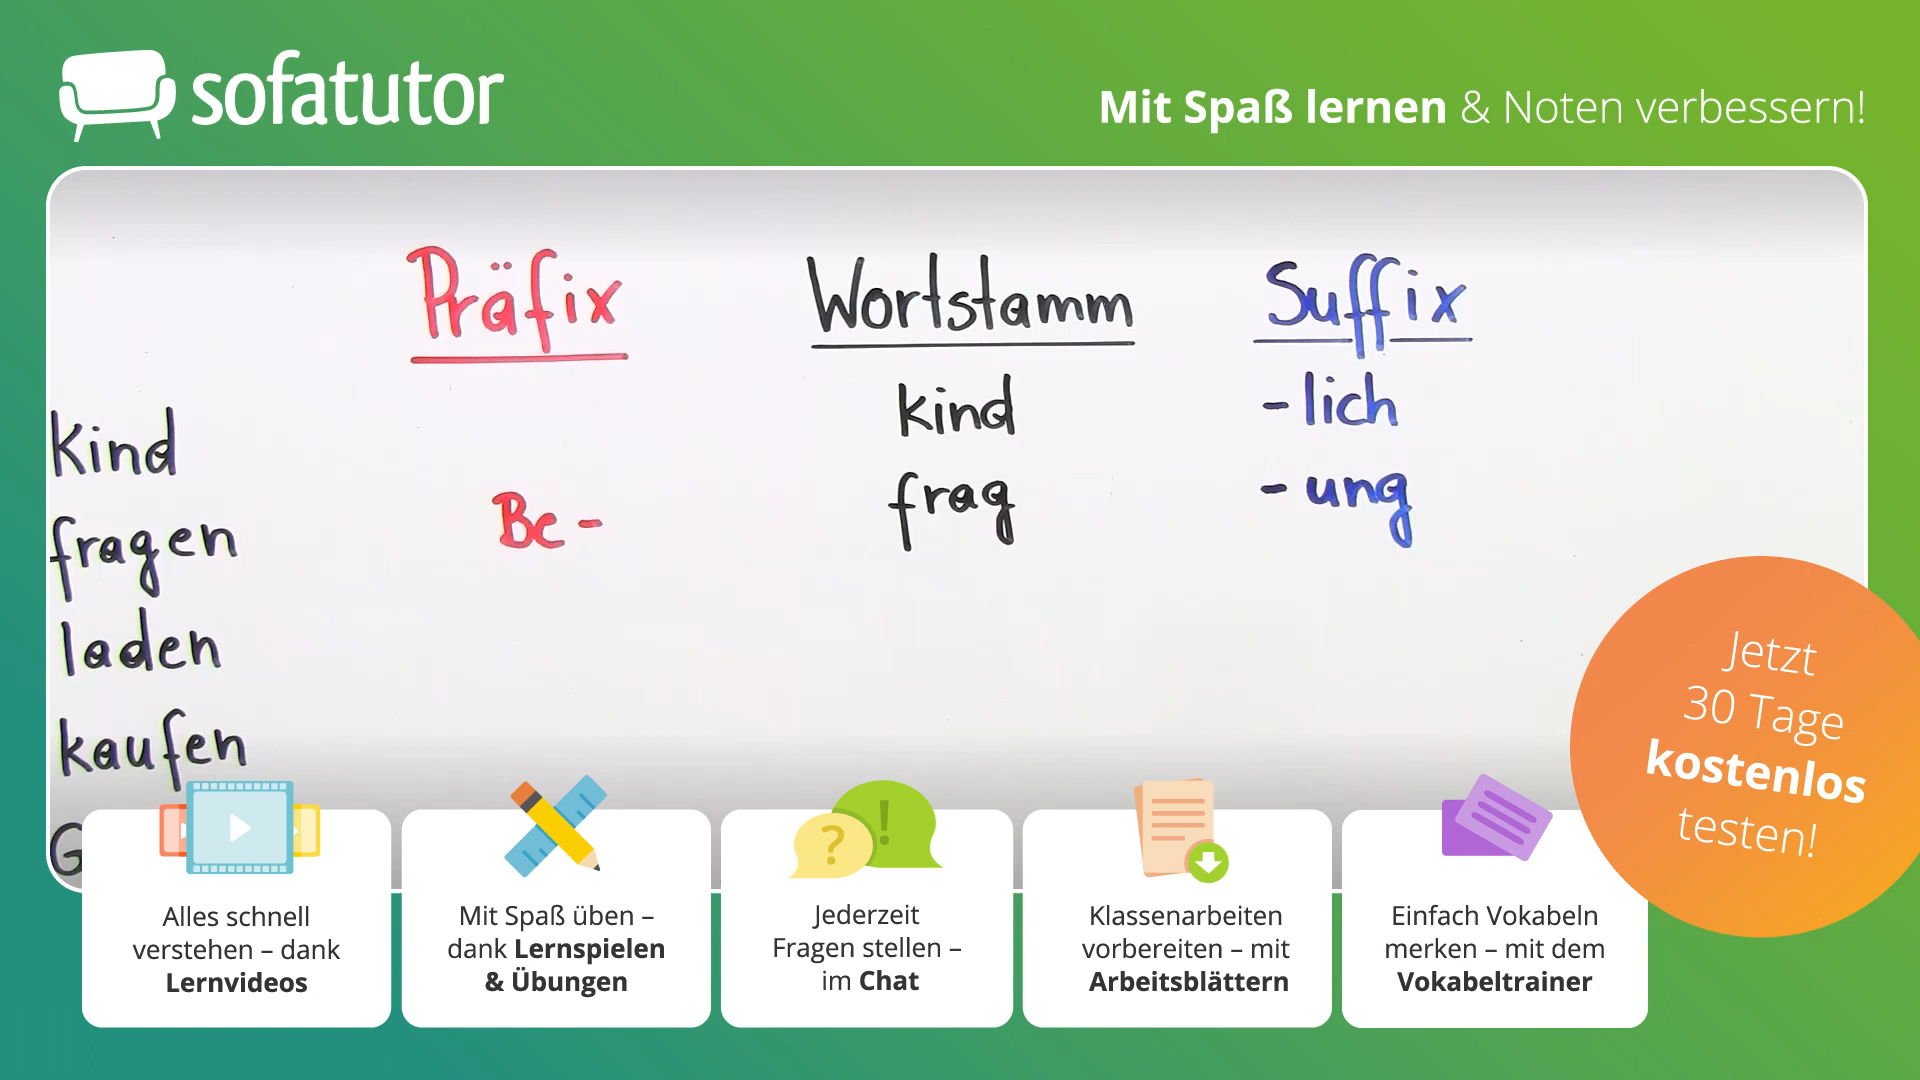 sofatutor
Mit Spaß lernen & Noten verbessern!
Präfix Wortstamm Suffix
kind -lich
Kind
Be- frag -ung
fragen
laden
kaufen
G
Jetzt
30 Tage
kostenlos
testen!
Alles schnell
verstehen – dank
Lernvideos
Mit Spaß üben –
dank Lernspielen
& Übungen
? !
Jederzeit
Fragen stellen –
im Chat
Klassenarbeiten
vorbereiten – mit
Arbeitsblättern
Einfach Vokabeln
merken – mit dem
Vokabeltrainer